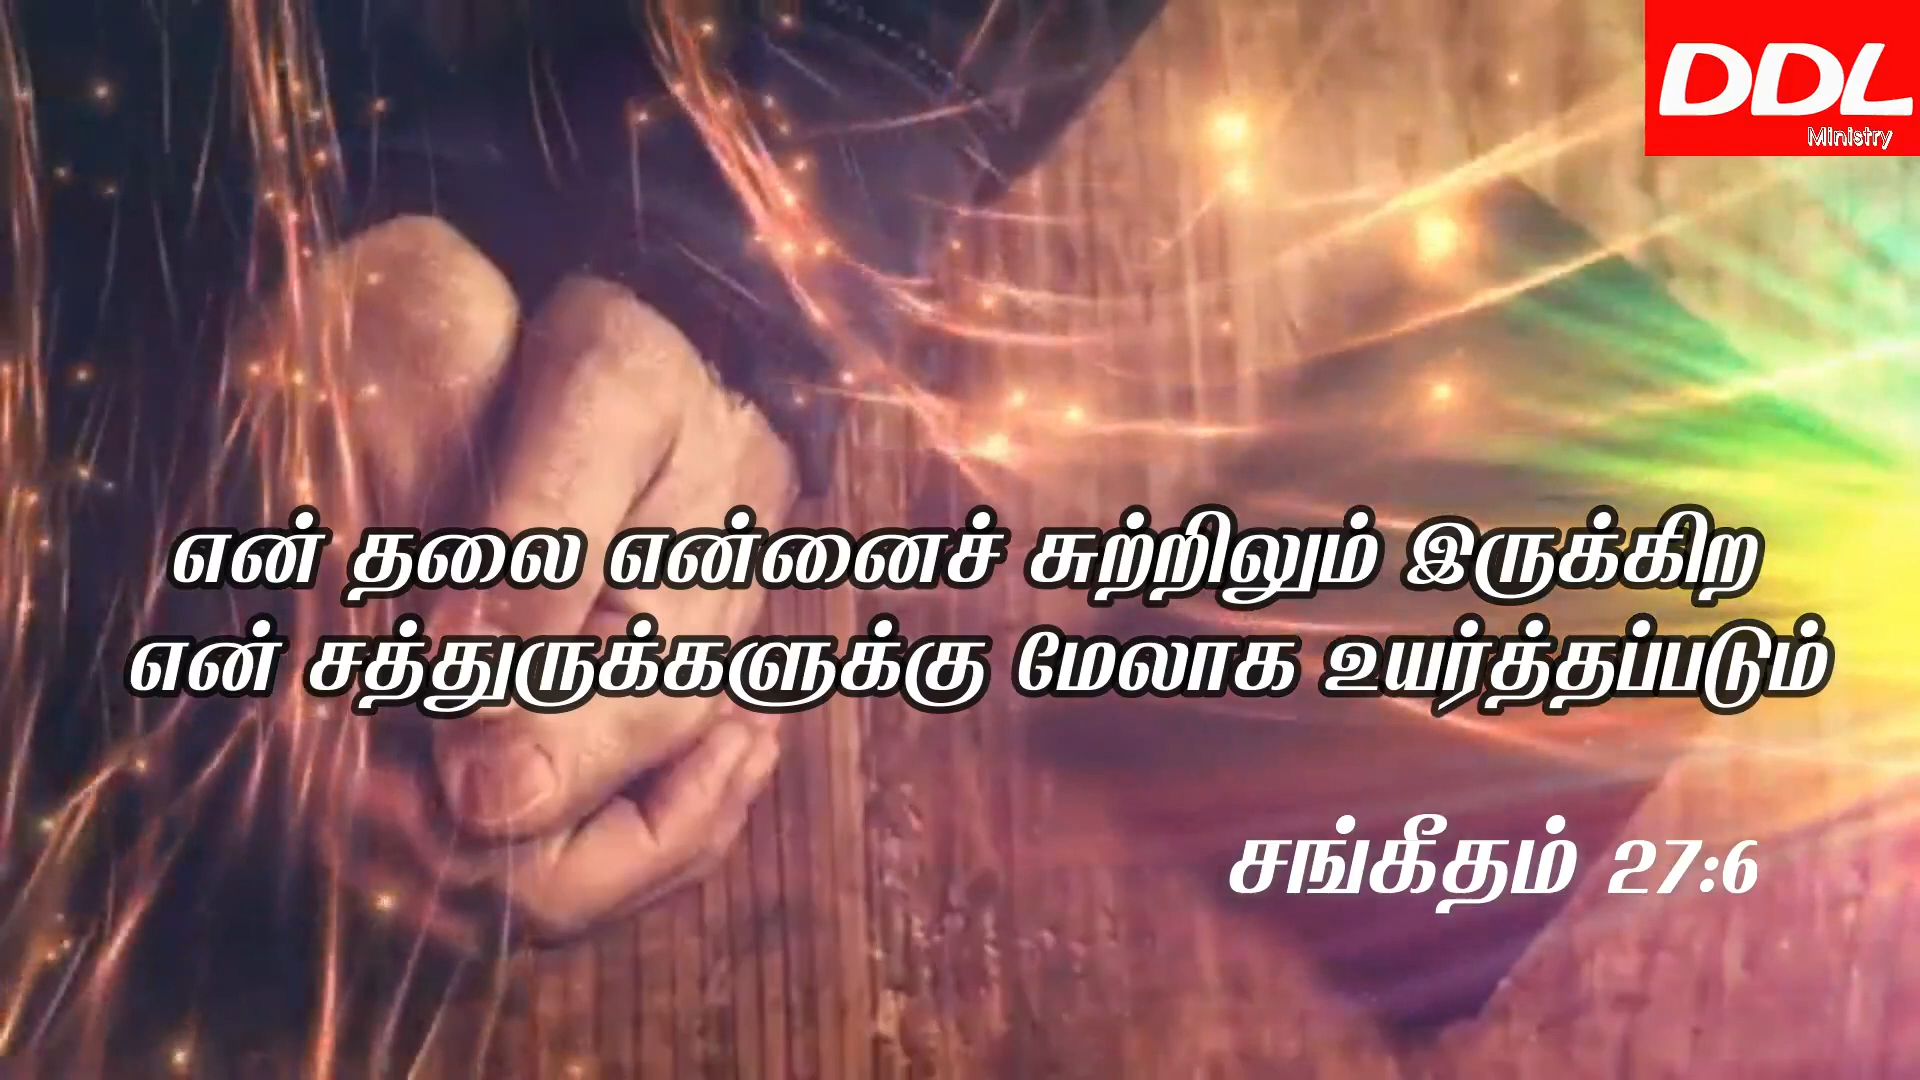 DDL
Ministry
என் தலை என்னைச் சுற்றிலும் இருக்கிற
என் சத்துருக்களுக்கு மேலாக உயர்த்தப்படும்
சங்கீதம் 27:6